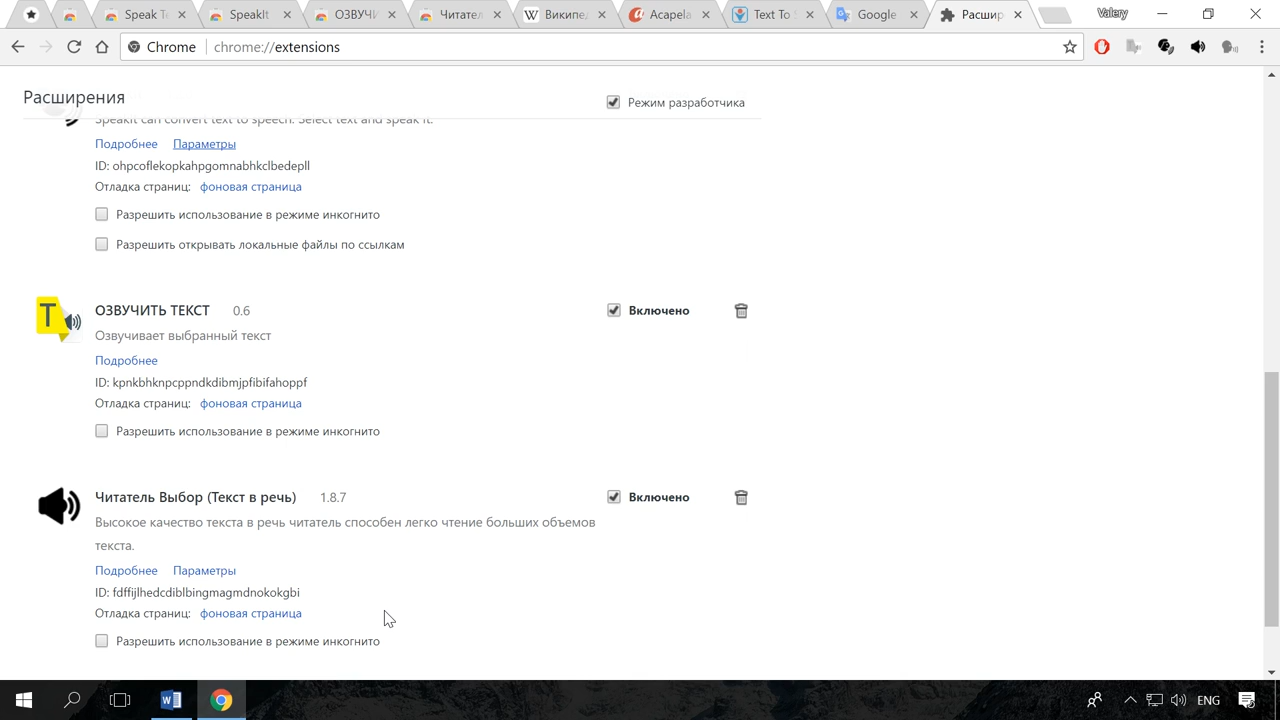 Speak
SpeakIt
ОЗВУЧИ
Читател
Википе
Acapela
Text To
Google
Расшир
Valery
Chrome chrome://extensions
Расширения
Режим разработчика
SpeakIt can convert text to speech. Select text and speak it.
Подробнее Параметры
ID: ohpcoflekopkahpgomnabhkclbedepll
Отладка страниц: фоновая страница
Разрешить использование в режиме инкогнито
Разрешить открывать локальные файлы по ссылкам
T
ОЗВУЧИТЬ ТЕКСТ 0.6
Включено
Озвучивает выбранный текст
Подробнее
ID: kpnkbhknpcppndkdibmjpfibifahoppf
Отладка страниц: фоновая страница
Разрешить использование в режиме инкогнито
Читатель Выбор (Текст в речь) 1.8.7
Включено
Высокое качество текста в речь читатель способен легко чтение больших объемов
текста.
Подробнее Параметры
ID: fdffijlhedcdiblbingmagmdnokokgbi
Отладка страниц: фоновая страница
Разрешить использование в режиме инкогнито
ENG